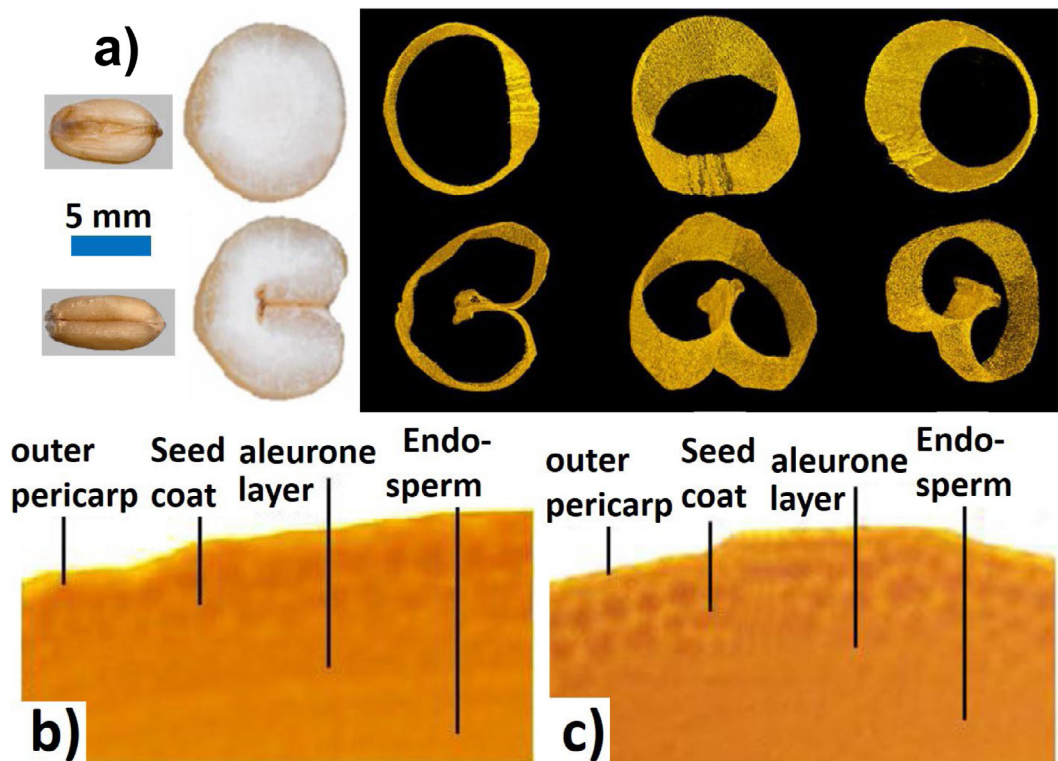 a)
5 mm
outer
pericarp
Seed
coat
aleurone
layer
Endo-
sperm
b)
outer
pericarp
Seed
coat
aleurone
layer
Endo-
sperm
c)